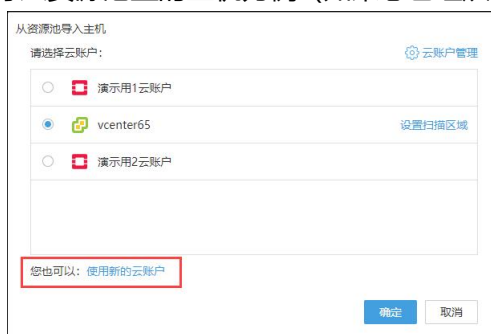 从资源池导入主机
请选择云账户：
云账户管理
演示用1云账户
vcenter65
设置扫描区域
演示用2云账户
您也可以：使用新的云账户
确定
取消